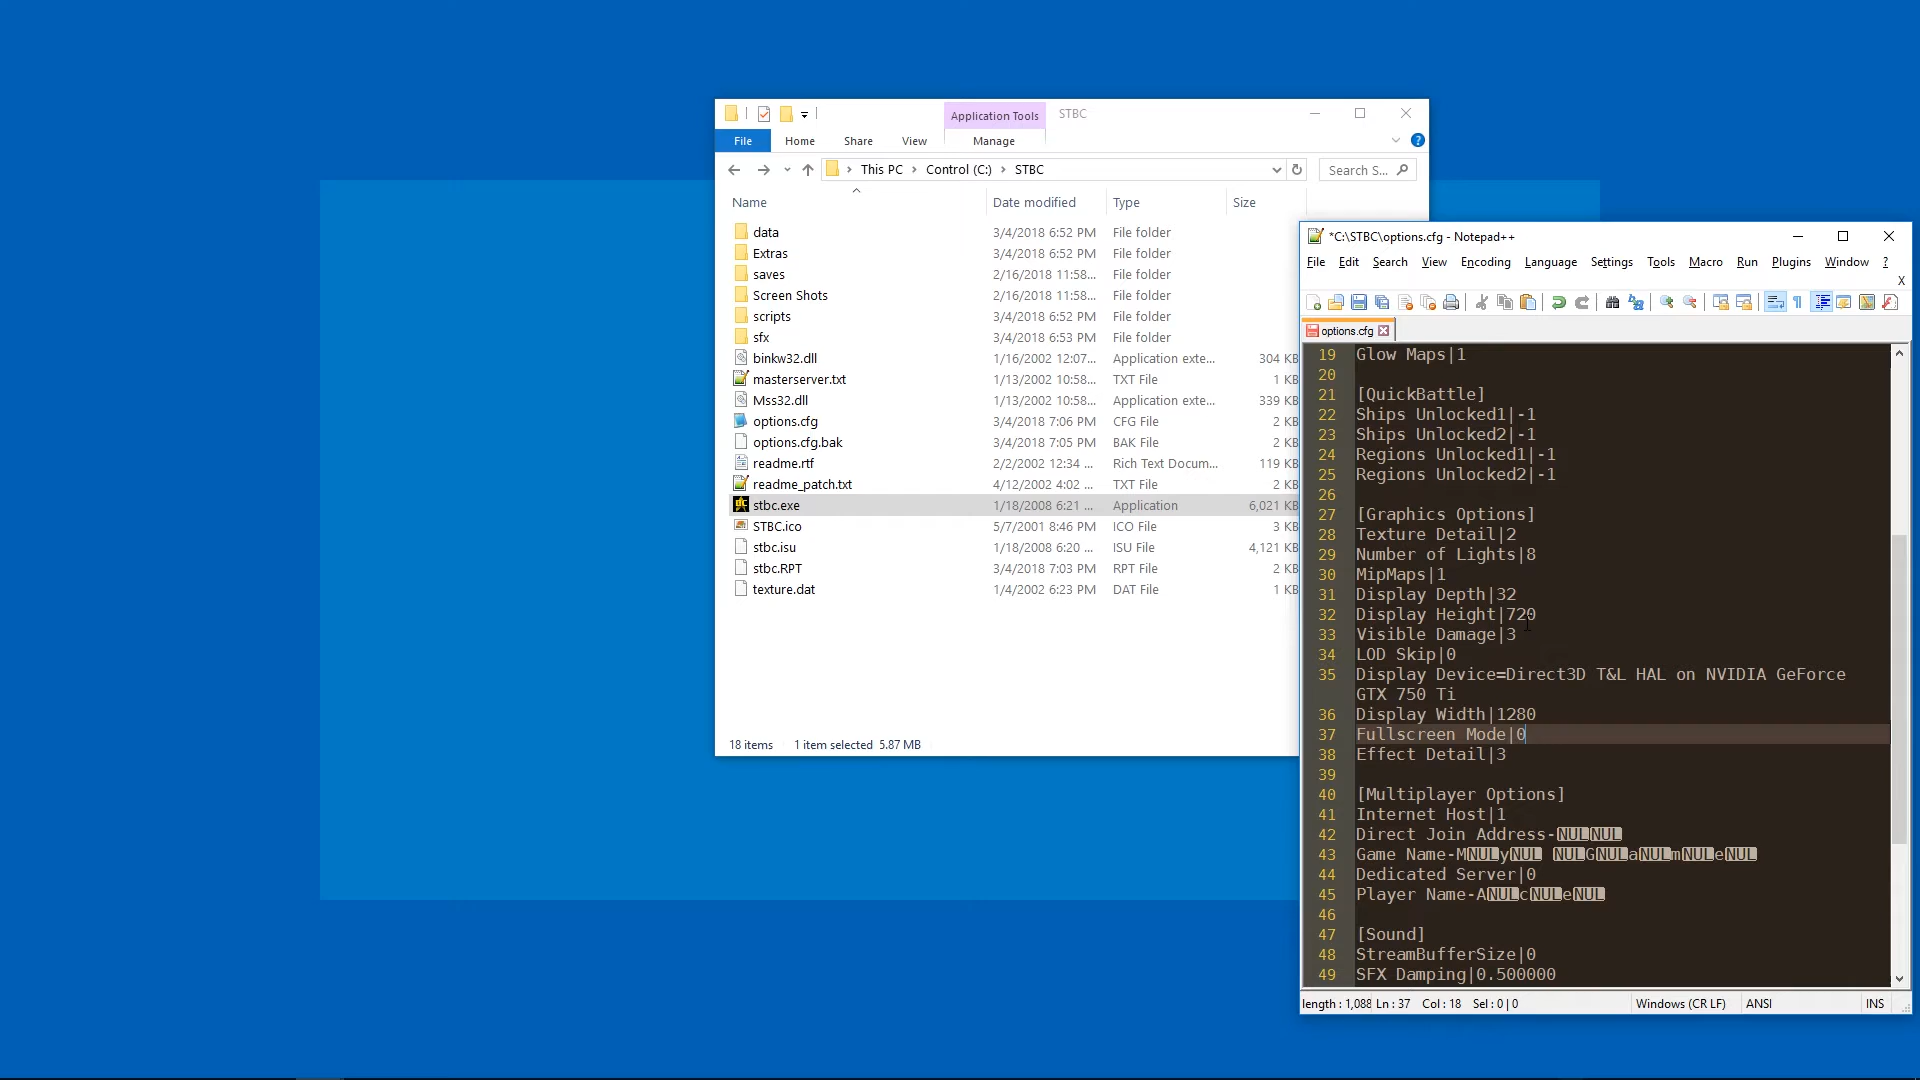 Application Tools
STBC
File
Home
Share
View
Manage
This PC
Control (C:)
STBC
Search S...
Name
Date modified
Type
Size
data
3/4/2018 6:52 PM
File folder
Extras
3/4/2018 6:52 PM
File folder
saves
2/16/2018 11:58...
File folder
Screen Shots
2/16/2018 11:58...
File folder
scripts
3/4/2018 6:52 PM
File folder
sfx
3/4/2018 6:53 PM
File folder
binkw32.dll
1/16/2002 12:07...
Application exte...
304 KB
masterserver.txt
1/13/2002 10:58...
TXT File
1 KB
Mss32.dll
1/13/2002 10:58...
Application exte...
339 KB
options.cfg
3/4/2018 7:06 PM
CFG File
2 KB
options.cfg.bak
3/4/2018 7:05 PM
BAK File
2 KB
readme.rtf
2/2/2002 12:34 ...
Rich Text Docum...
119 KB
readme_patch.txt
4/12/2002 4:02 ...
TXT File
2 KB
stbc.exe
1/18/2008 6:21 ...
Application
6,021 KB
STBC.ico
5/7/2001 8:46 PM
ICO File
3 KB
stbc.isu
1/18/2008 6:20 ...
ISU File
4,121 KB
stbc.RPT
3/4/2018 7:03 PM
RPT File
2 KB
texture.dat
1/4/2002 6:23 PM
DAT File
1 KB
18 items
1 item selected 5.87 MB
*C:\STBC\options.cfg - Notepad++
File Edit Search View Encoding Language Settings Tools Macro Run Plugins Window ?
X
options.cfg
19 Glow Maps|1
20
21 [QuickBattle]
22 Ships Unlocked1|-1
23 Ships Unlocked2|-1
24 Regions Unlocked1|-1
25 Regions Unlocked2|-1
26
27 [Graphics Options]
28 Texture Detail|2
29 Number of Lights|8
30 MipMaps|1
31 Display Depth|32
32 Display Height|720
33 Visible Damage|3
34 LOD Skip|0
35 Display Device=Direct3D T&L HAL on NVIDIA GeForce
GTX 750 Ti
36 Display Width|1280
37 Fullscreen Mode|0
38 Effect Detail|3
39
40 [Multiplayer Options]
41 Internet Host|1
42 Direct Join Address-NULNUL
43 Game Name-MNULyNUL NULGNULaNULmNULeNUL
44 Dedicated Server|0
45 Player Name-ANULcNULeNUL
46
47 [Sound]
48 StreamBufferSize|0
49 SFX Damping|0.500000
length : 1,088 Ln : 37 Col : 18 Sel : 0 | 0
Windows (CR LF)
ANSI
INS